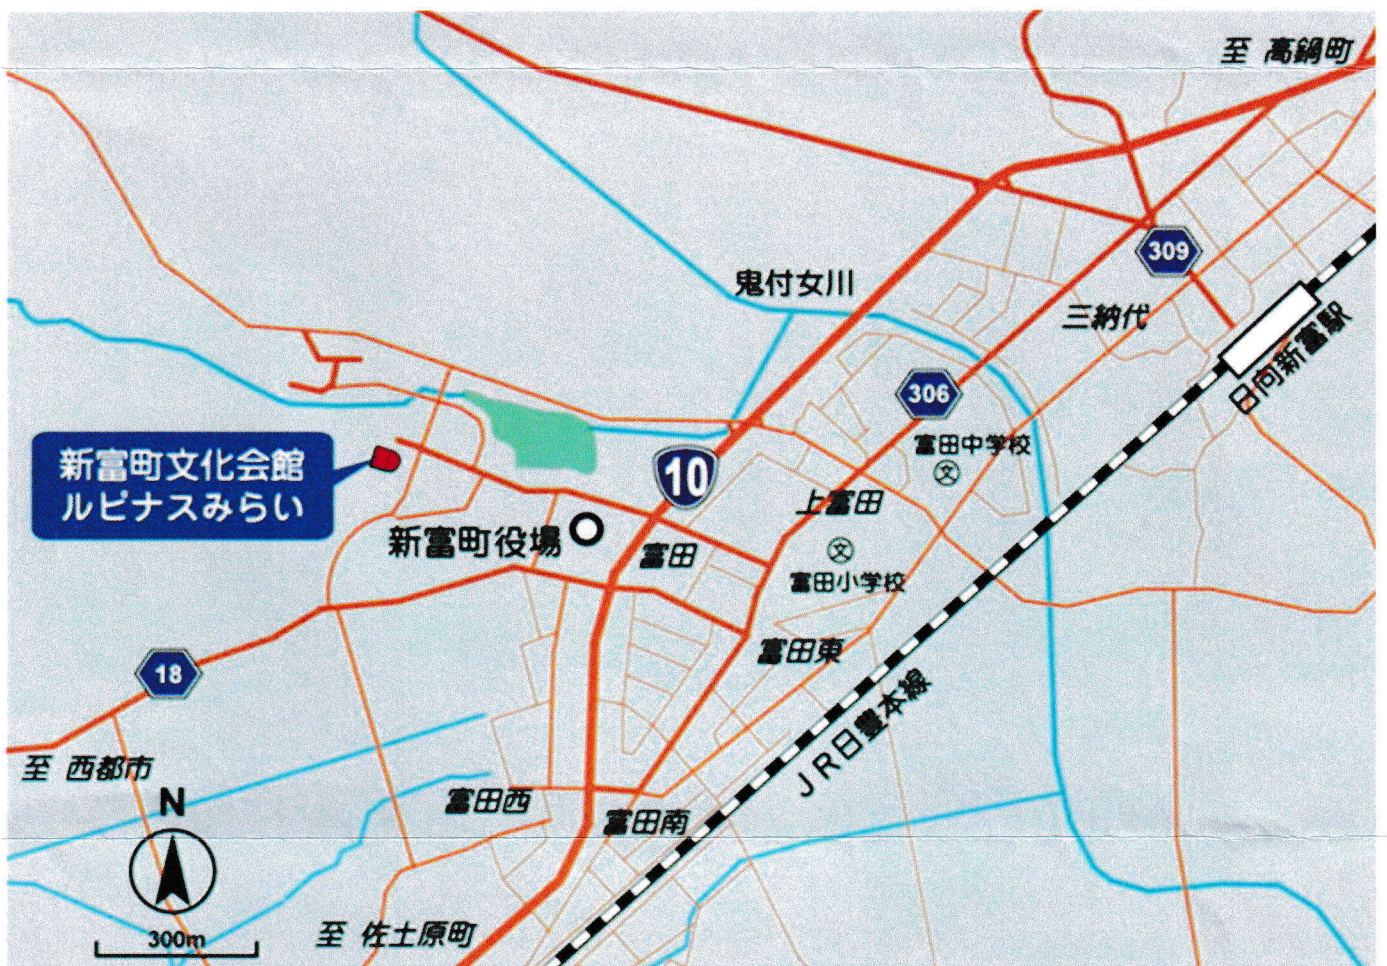 至 高鍋町
309
鬼付女川
三納代
日向新富駅
306
富田中学校
文
新富町文化会館
ルピナスみらい
10
上富田
新富町役場
富田
文
富田小学校
富田東
18
JR日豊本線
至 西都市
N
富田西
富田南
300m
至 佐土原町